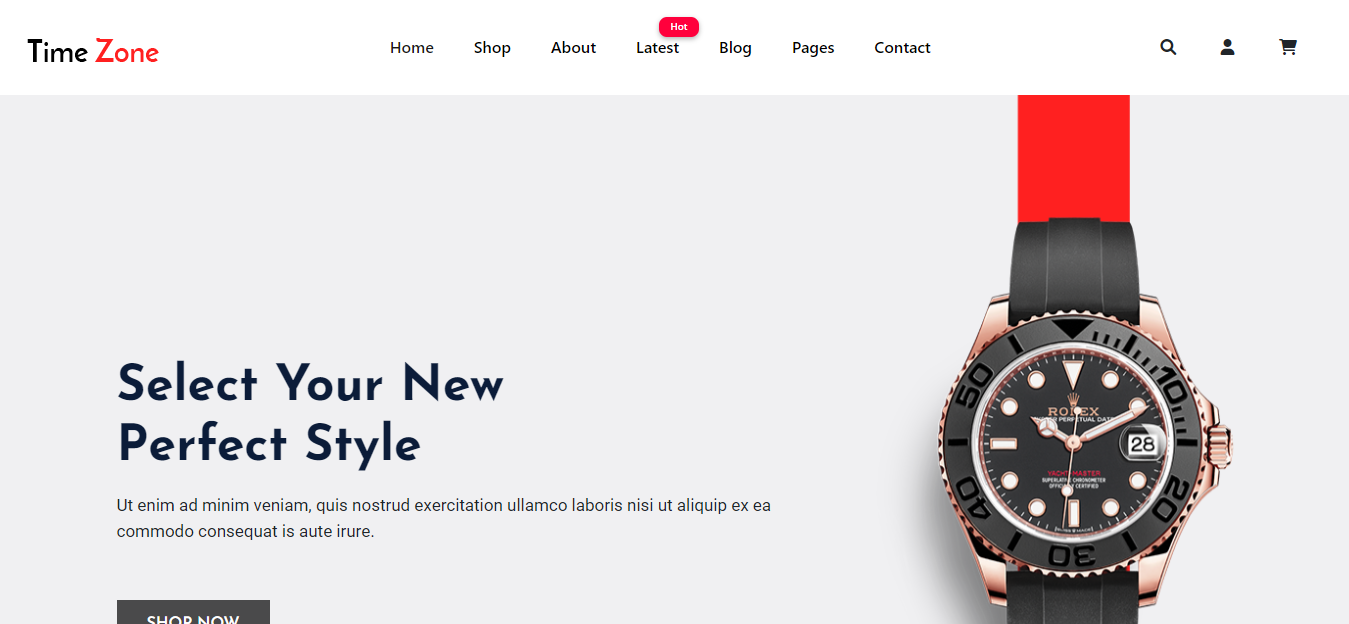 Hot
Time Zone
Home
Shop
About
Latest
Blog
Pages
Contact
Select Your New
Perfect Style
Ut enim ad minim veniam, quis nostrud exercitation ullamco laboris nisi ut aliquip ex ea
commodo consequat is aute irure.
SHOP NOW
50
10
ROLEX
PERPETUAL DATE
28
YACHT-MASTER
SUPERLATIVE CHRONOMETER
OFFICIALLY CERTIFIED
40
20
30